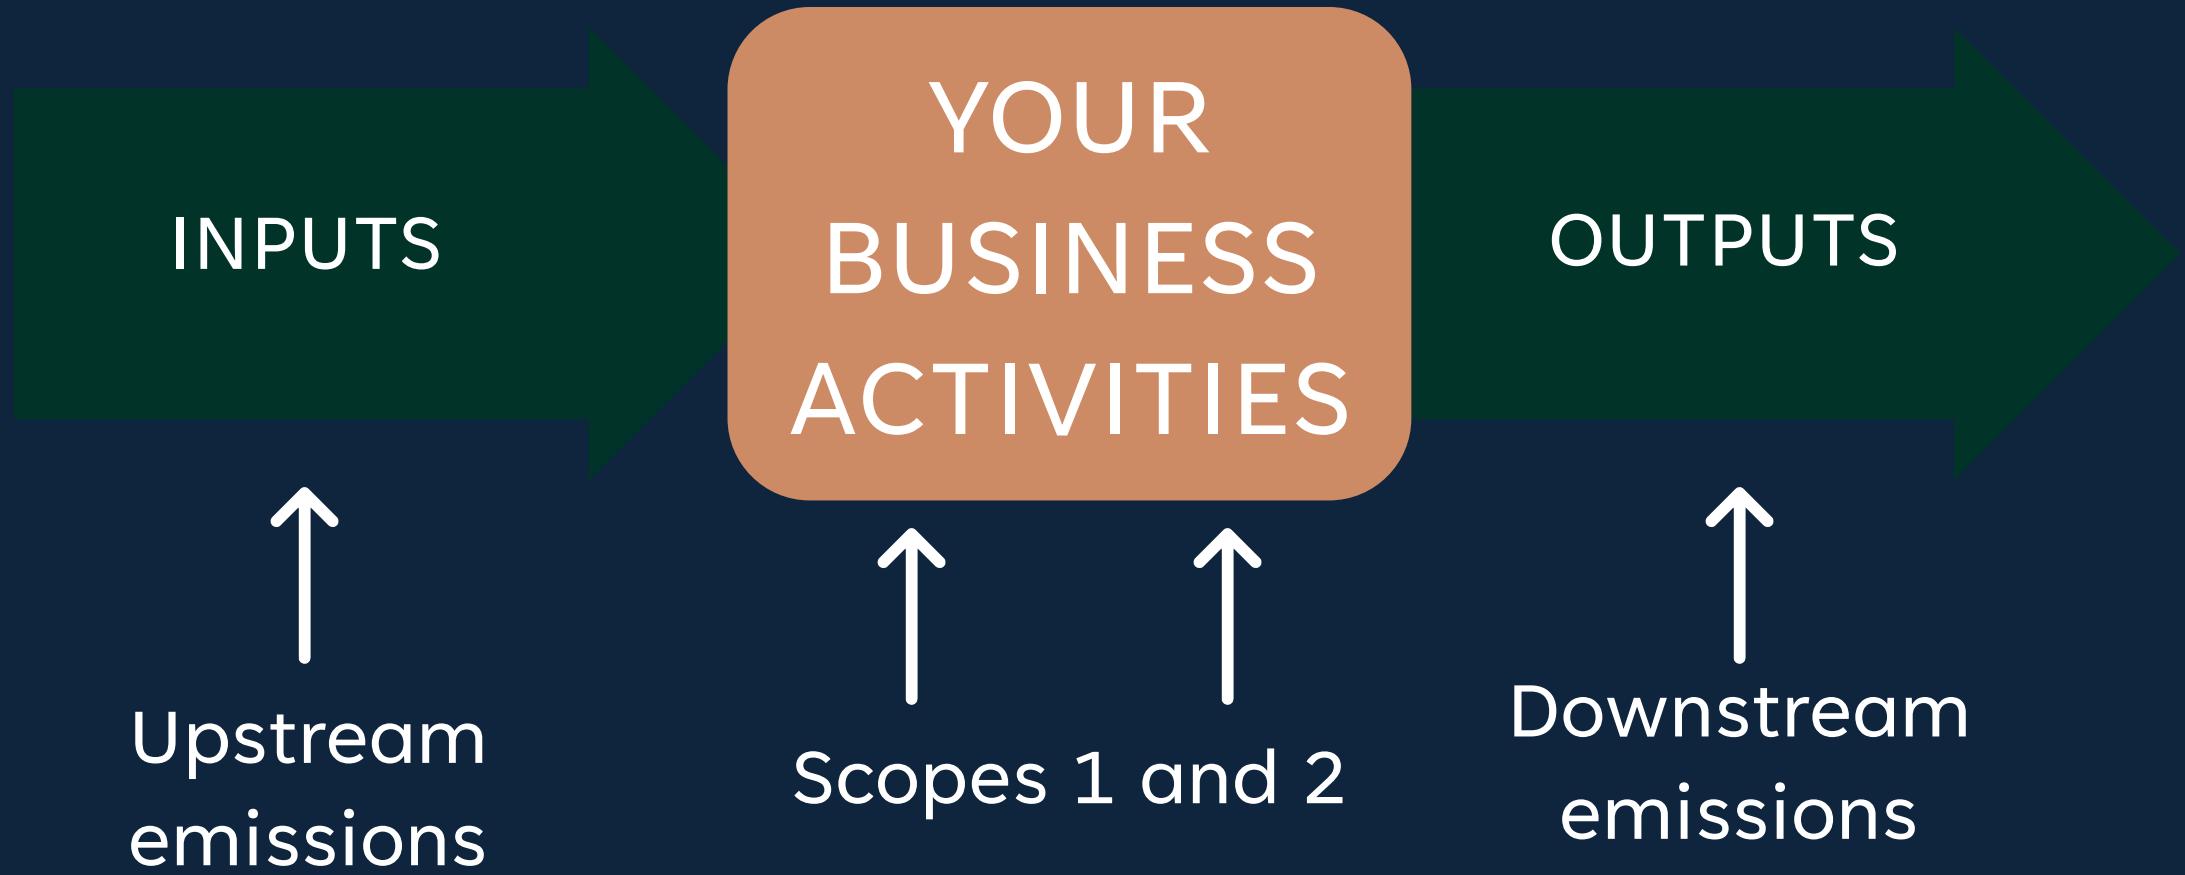 INPUTS
YOUR
BUSINESS
ACTIVITIES
OUTPUTS
Upstream
emissions
Scopes 1 and 2
Downstream
emissions